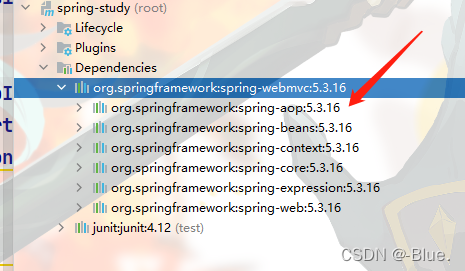 spring-study (root)
Lifecycle
Plugins
Dependencies
org.springframework:spring-webmvc:5.3.16
org.springframework:spring-aop:5.3.16
org.springframework:spring-beans:5.3.16
org.springframework:spring-context:5.3.16
org.springframework:spring-core:5.3.16
org.springframework:spring-expression:5.3.16
org.springframework:spring-web:5.3.16
junit:junit:4.12 (test)
CSDN @-Blue.